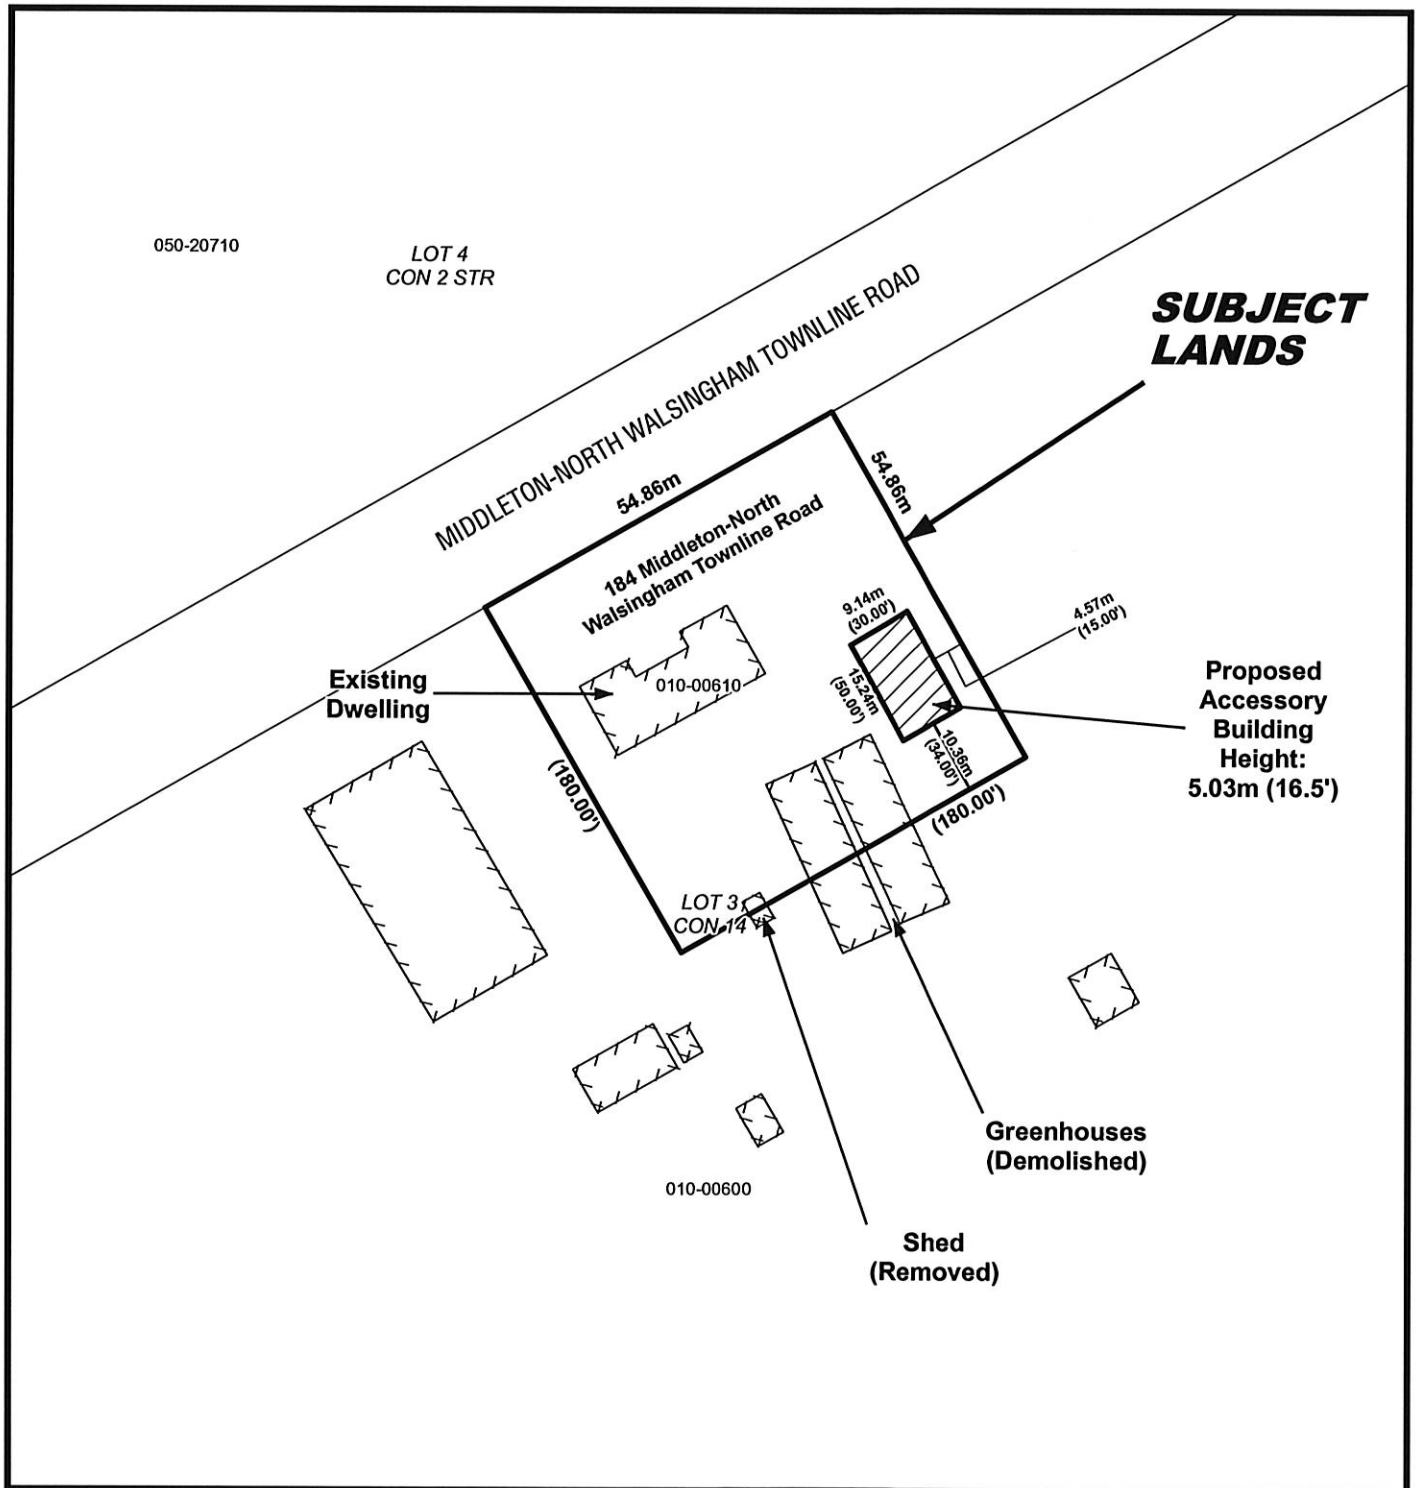 050-20710
LOT 4
CON 2 STR
MIDDLETON-NORTH WALSINGHAM TOWNLINE ROAD
SUBJECT
LANDS
54.86m
54.86m
184 Middleton-North
Walsingham Townline Road
9.14m
(30.00')
4.57m
(15.00')
Existing
Dwelling
010-00610
15.24m
(50.00')
Proposed
Accessory
Building
Height:
5.03m (16.5')
10.36m
(34.00')
(180.00')
(180.00')
LOT 3
CON 14
Greenhouses
(Demolished)
010-00600
Shed
(Removed)